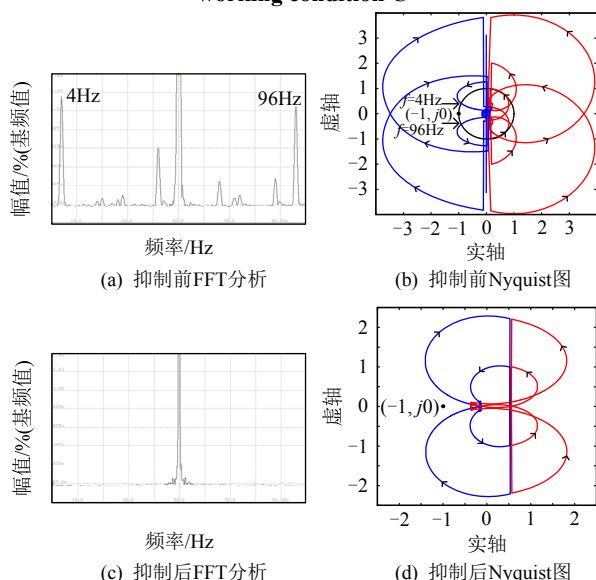 working condition C
4Hz
96Hz
幅值/%(基频值)
频率/Hz
(a) 抑制前FFT分析
3
2
1
0
−1
−2
−3
虚轴
f=4Hz
(−1, j0)
f=96Hz
−3 −2 −1 0 1 2 3
实轴
(b) 抑制前Nyquist图
幅值/%(基频值)
频率/Hz
(c) 抑制后FFT分析
2
1
0
−1
−2
虚轴
(−1, j0)
−2 −1 0 1 2
实轴
(d) 抑制后Nyquist图